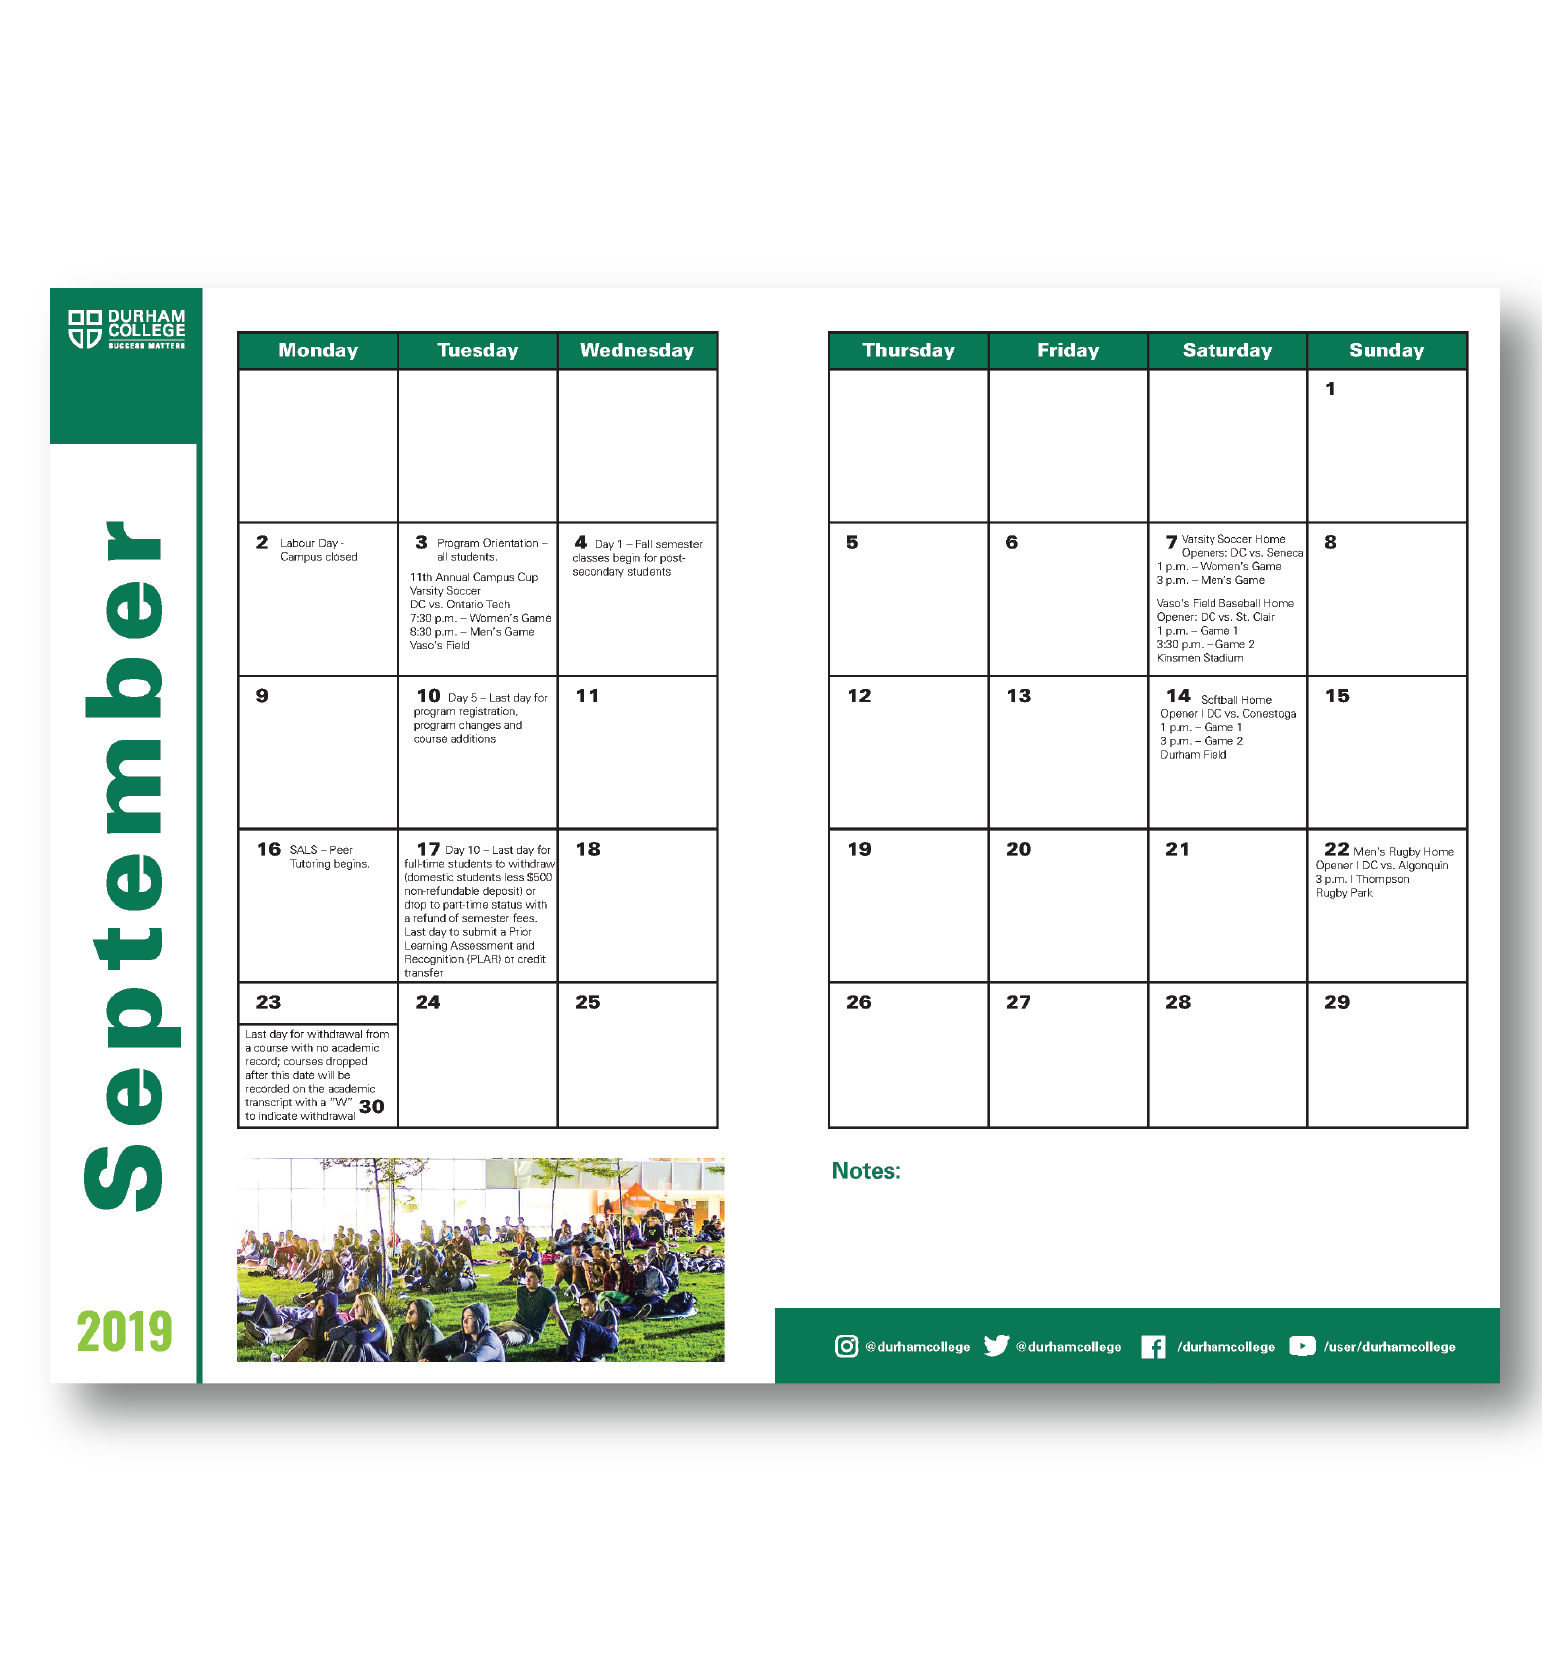 DURHAM
COLLEGE
SUCCESS MATTERS
September
2019
Monday Tuesday Wednesday Thursday Friday Saturday Sunday
1
2 Labour Day -
Campus closed
3 Program Orientation –
all students.
11th Annual Campus Cup
Varsity Soccer
DC vs. Ontario Tech
7:30 p.m. – Women's Game
8:30 p.m. – Men's Game
Vaso's Field
4 Day 1 – Fall semester
classes begin for post-
secondary students
5
6
7 Varsity Soccer Home
Openers: DC vs. Seneca
1 p.m. – Women's Game
3 p.m. – Men's Game
Vaso's Field Baseball Home
Opener: DC vs. St. Clair
1 p.m. – Game 1
3:30 p.m. – Game 2
Kinsmen Stadium
8
9
10 Day 5 – Last day for
program registration,
program changes and
course additions
11
12
13
14 Softball Home
Opener | DC vs. Conestoga
1 p.m. – Game 1
3 p.m. – Game 2
Durham Field
15
16 SALS – Peer
Tutoring begins.
17 Day 10 – Last day for
full-time students to withdraw
(domestic students less $500
non-refundable deposit) or
drop to part-time status with
a refund of semester fees.
Last day to submit a Prior
Learning Assessment and
Recognition (PLAR) or credit
transfer
18
19
20
21
22 Men's Rugby Home
Opener | DC vs. Algonquin
3 p.m. | Thompson
Rugby Park
23
Last day for withdrawal from
a course with no academic
record; courses dropped
after this date will be
recorded on the academic
transcript with a "W"
to indicate withdrawal
30
24
25
26
27
28
29
Notes:
@durhamcollege @durhamcollege /durhamcollege /user/durhamcollege